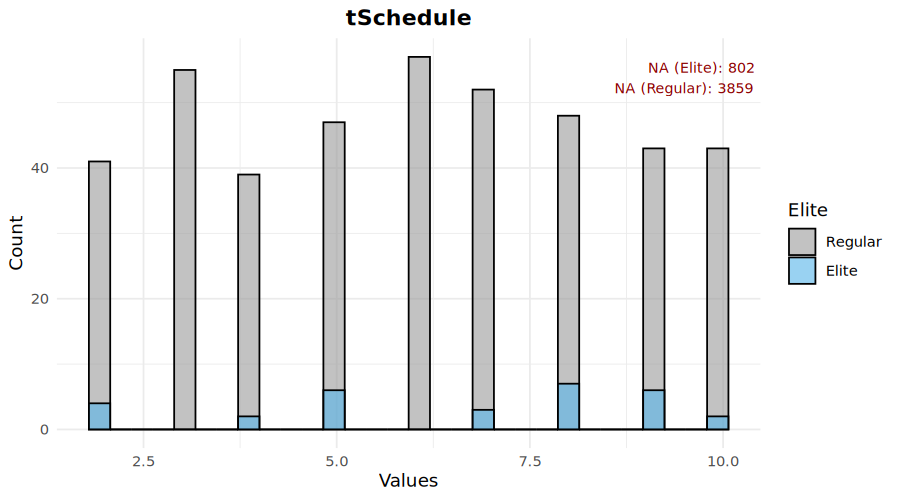 tSchedule
NA (Elite): 802
NA (Regular): 3859
Count
40
20
0
2.5
5.0
7.5
10.0
Values
Elite
Regular
Elite